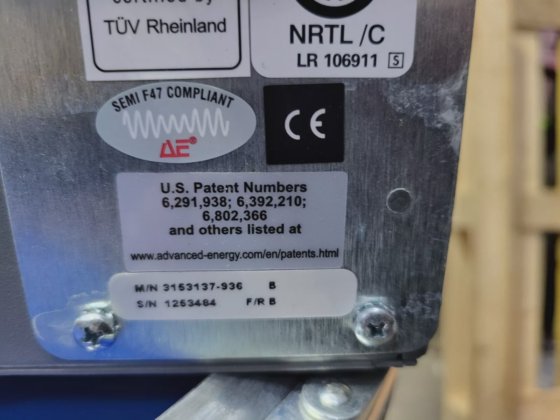 TÜV Rheinland
NRTL /C
LR 106911 S
SEMI F47 COMPLIANT
AE®
CE
U.S. Patent Numbers
6,291,938; 6,392,210;
6,802,366
and others listed at
www.advanced-energy.com/en/patents.html
M/N 3153137-936 B
S/N 1253484 F/R B